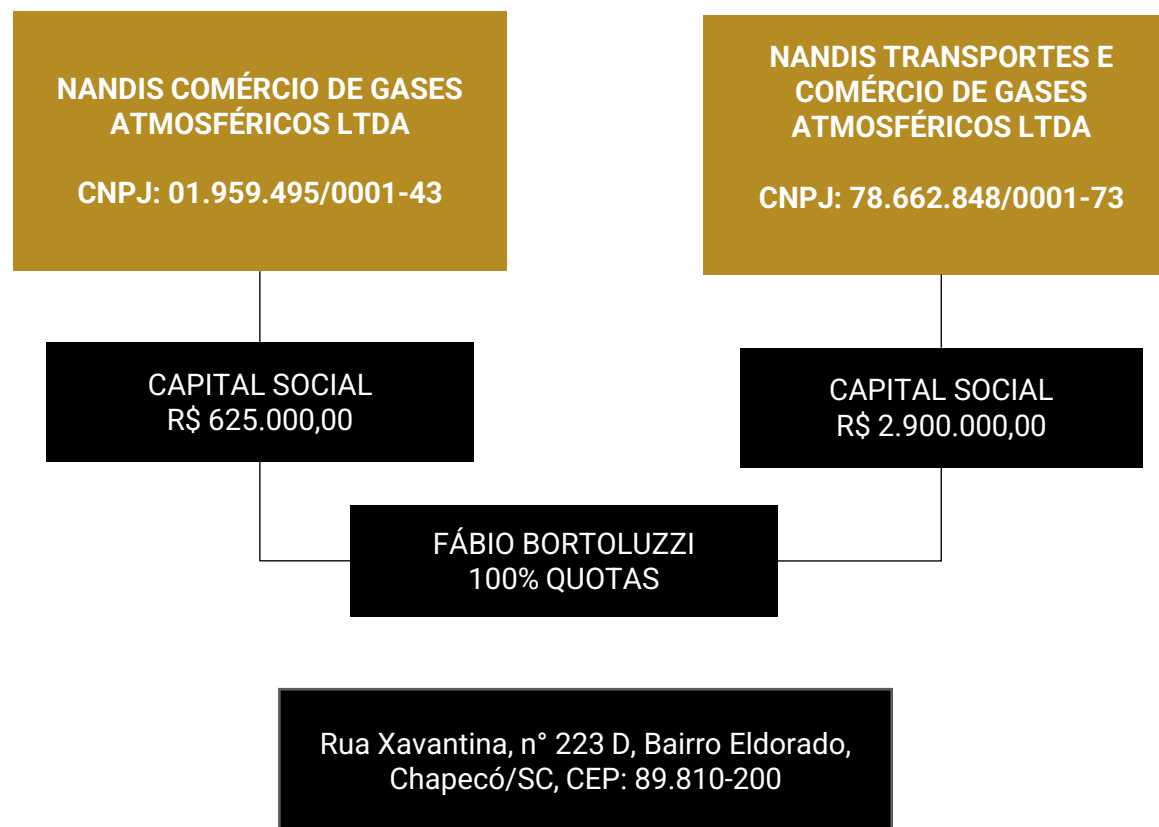 NANDIS COMÉRCIO DE GASES
ATMOSFÉRICOS LTDA
CNPJ: 01.959.495/0001-43
NANDIS TRANSPORTES E
COMÉRCIO DE GASES
ATMOSFÉRICOS LTDA
CNPJ: 78.662.848/0001-73
CAPITAL SOCIAL
R$ 625.000,00
CAPITAL SOCIAL
R$ 2.900.000,00
FÁBIO BORTOLUZZI
100% QUOTAS
Rua Xavantina, n° 223 D, Bairro Eldorado,
Chapecó/SC, CEP: 89.810-200